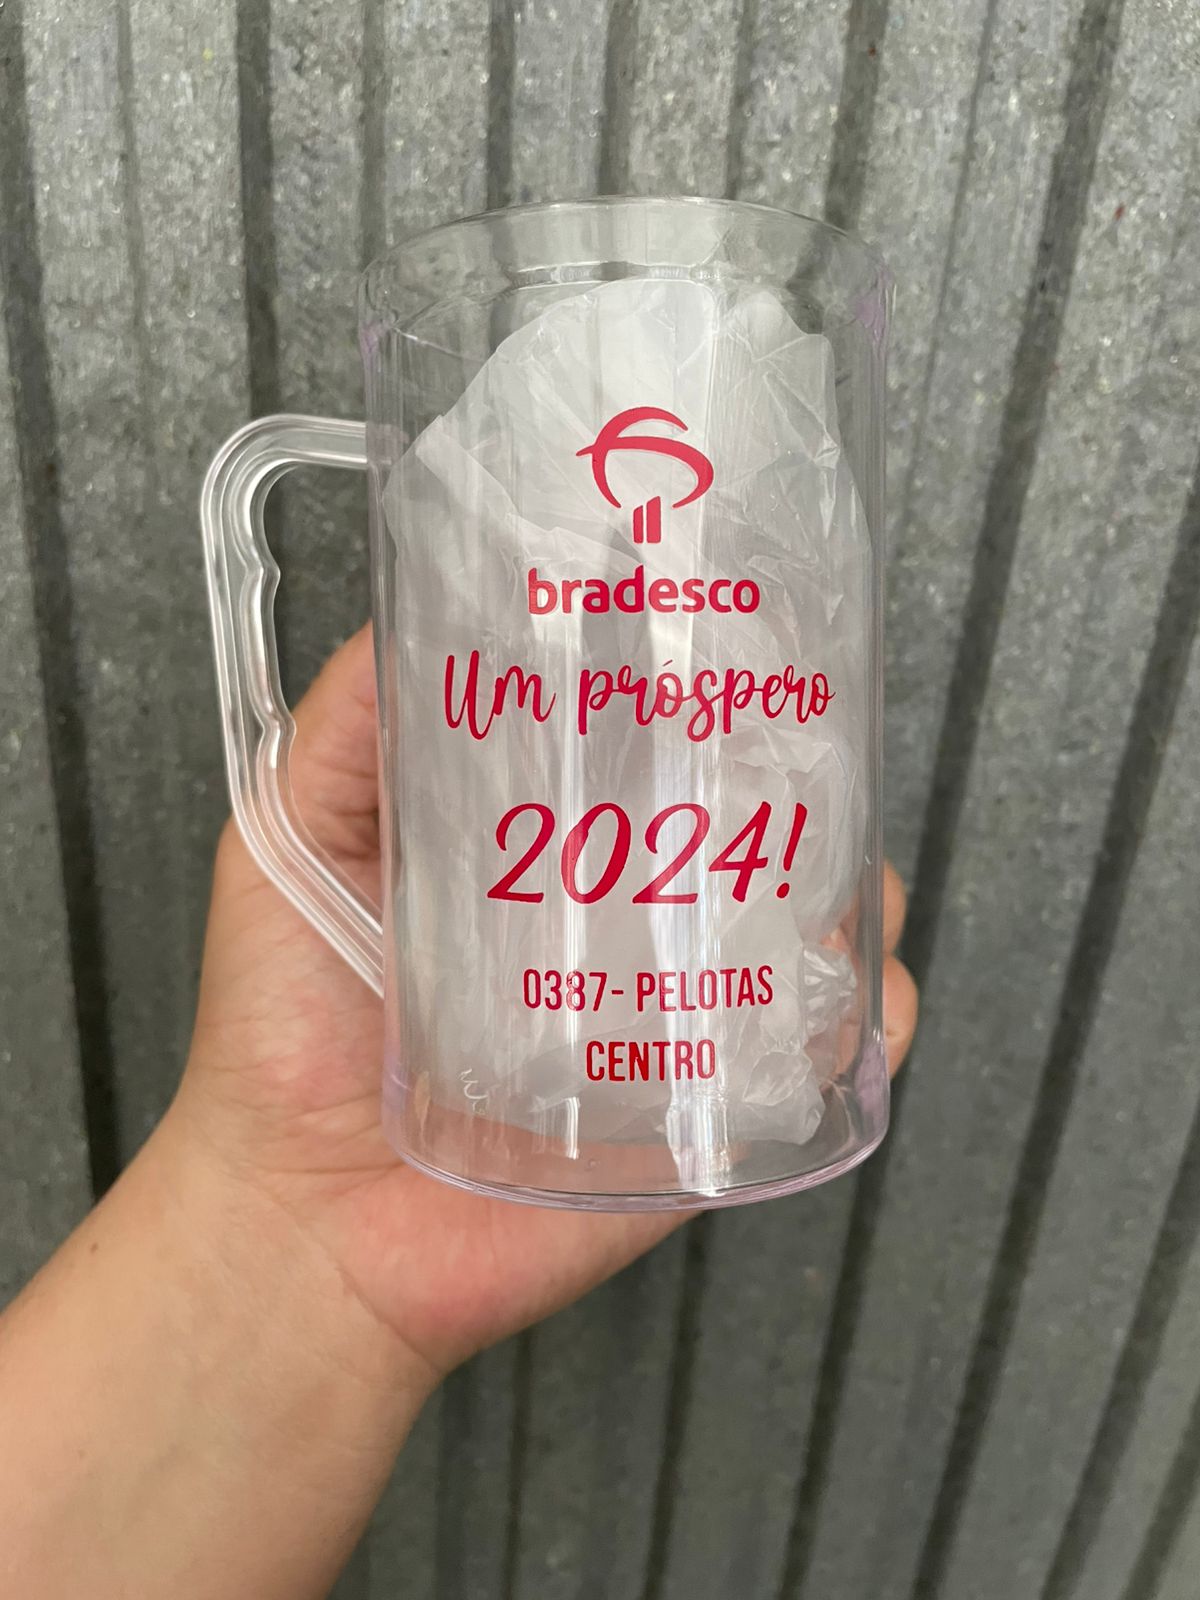 bradesco
Um próspero
2024!
0387- PELOTAS
CENTRO